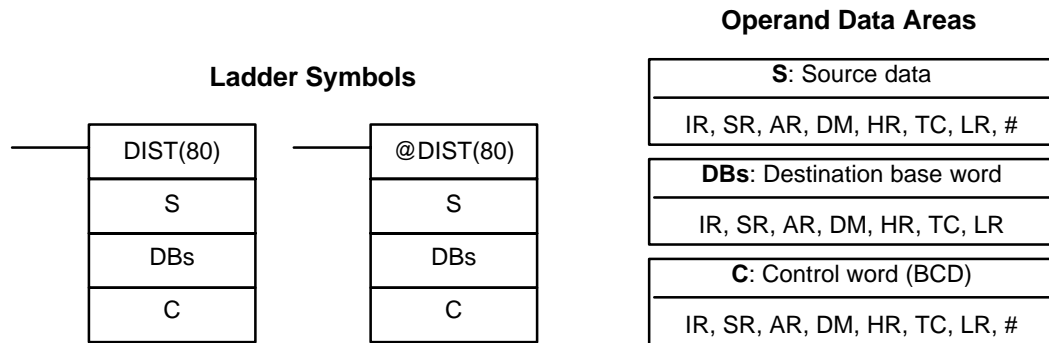 Ladder Symbols
DIST(80)
S
DBs
C
@DIST(80)
S
DBs
C
Operand Data Areas
S: Source data
IR, SR, AR, DM, HR, TC, LR, #
DBs: Destination base word
IR, SR, AR, DM, HR, TC, LR
C: Control word (BCD)
IR, SR, AR, DM, HR, TC, LR, #